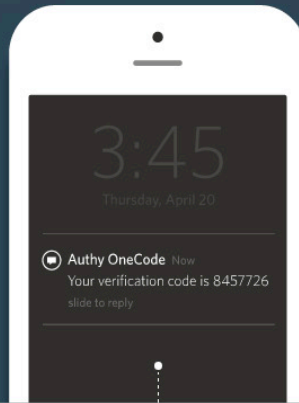 3:45
Thursday, April 20
Authy OneCode Now
Your verification code is 8457726
slide to reply